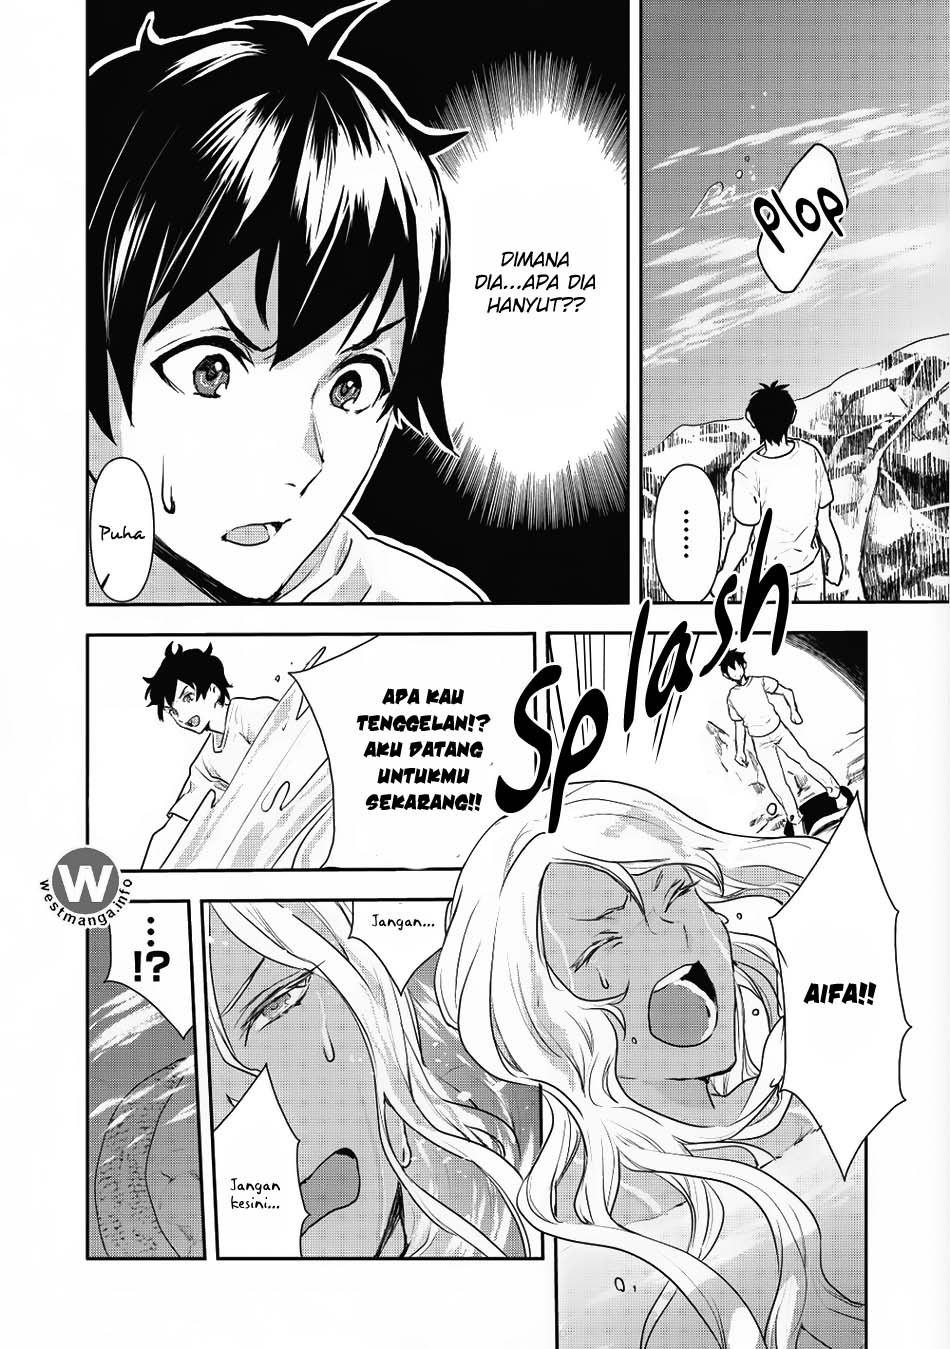 Plop
......
DIMANA
DIA...APA DIA
HANYUT??
Puha
Splash
AIFA!!
APA KAU
TENGGELAN!?
AKU DATANG
UNTUKMU
SEKARANG!!
Jangan...
Jangan
kesini...
...
!?
W
westmanga.info